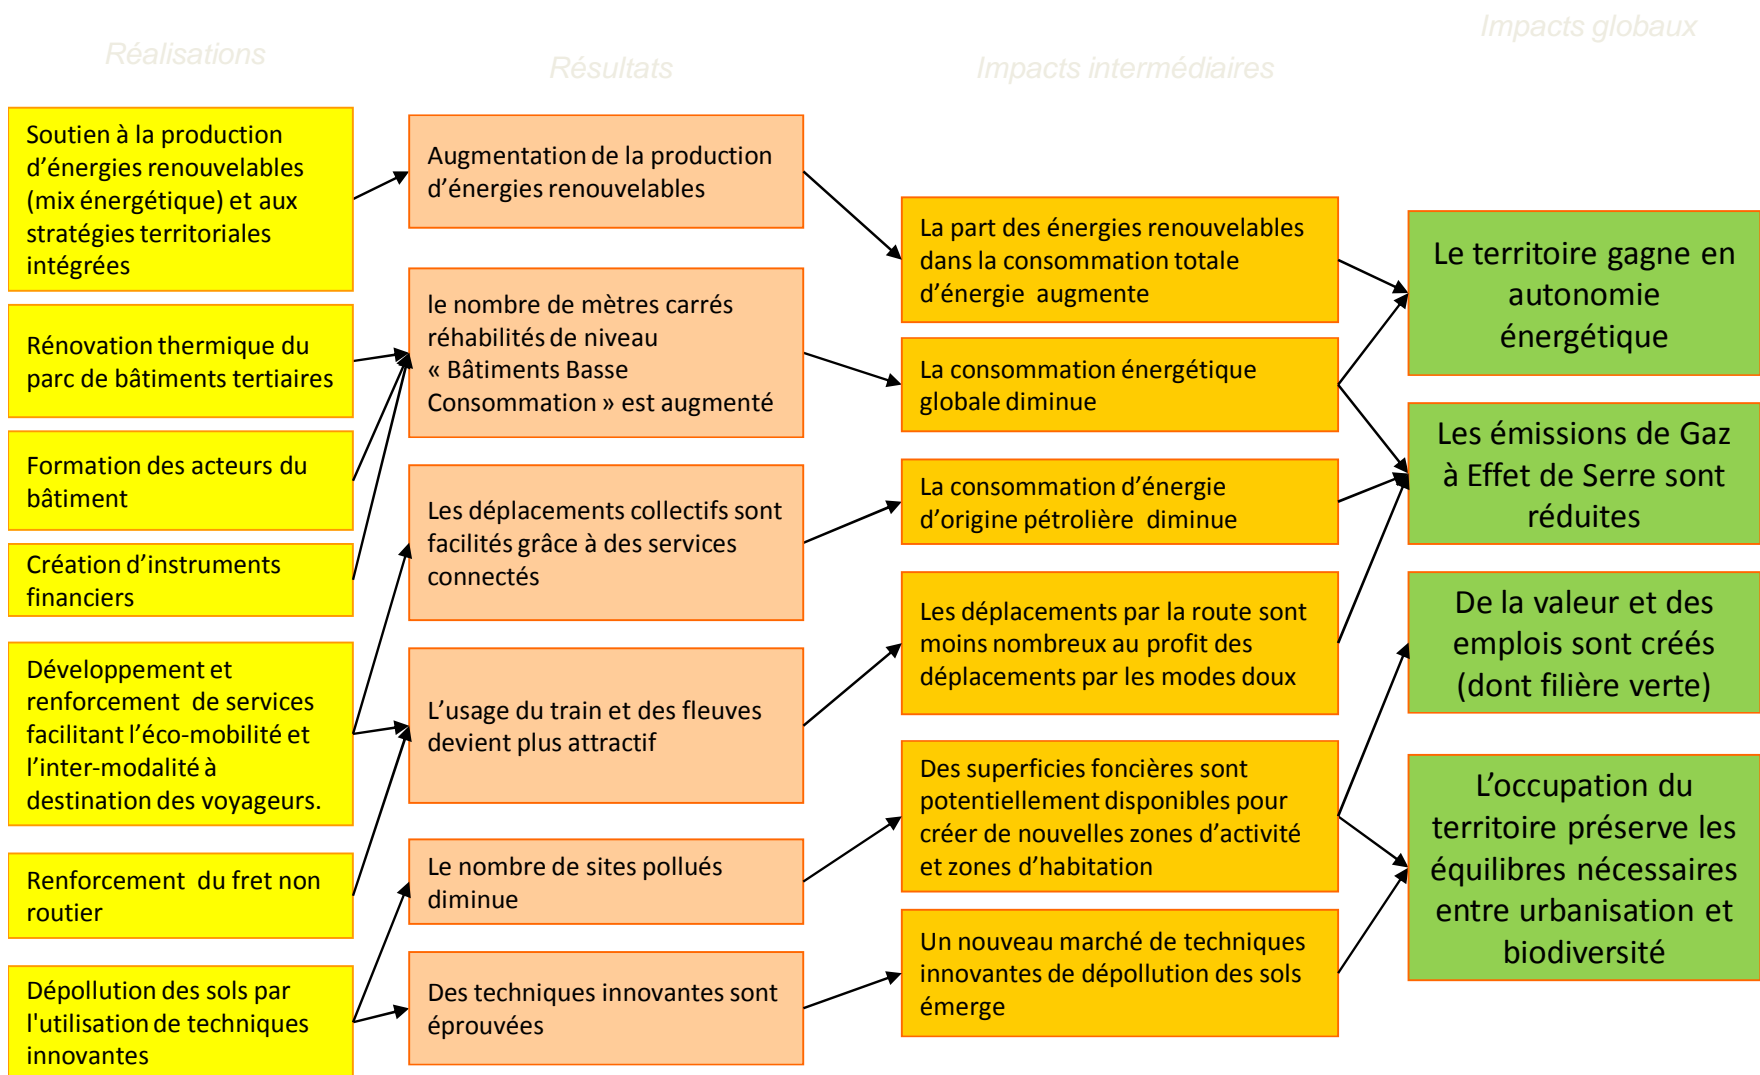 Réalisations
Résultats
Impacts intermédiaires
Impacts globaux
Soutien à la production
d’énergies renouvelables
(mix énergétique) et aux
stratégies territoriales
intégrées
Rénovation thermique du
parc de bâtiments tertiaires
Formation des acteurs du
bâtiment
Création d’instruments
financiers
Développement et
renforcement de services
facilitant l’éco-mobilité et
l’inter-modalité à
destination des voyageurs.
Renforcement du fret non
routier
Dépollution des sols par
l'utilisation de techniques
innovantes
Augmentation de la production
d’énergies renouvelables
le nombre de mètres carrés
réhabilités de niveau
« Bâtiments Basse
Consommation » est augmenté
Les déplacements collectifs sont
facilités grâce à des services
connectés
L’usage du train et des fleuves
devient plus attractif
Le nombre de sites pollués
diminue
Des techniques innovantes sont
éprouvées
La part des énergies renouvelables
dans la consommation totale
d’énergie augmente
La consommation énergétique
globale diminue
La consommation d’énergie
d’origine pétrolière diminue
Les déplacements par la route sont
moins nombreux au profit des
déplacements par les modes doux
Des superficies foncières sont
potentiellement disponibles pour
créer de nouvelles zones d’activité
et zones d’habitation
Un nouveau marché de techniques
innovantes de dépollution des sols
émerge
Le territoire gagne en
autonomie
énergétique
Les émissions de Gaz
à Effet de Serre sont
réduites
De la valeur et des
emplois sont créés
(dont filière verte)
L’occupation du
territoire préserve les
équilibres nécessaires
entre urbanisation et
biodiversité